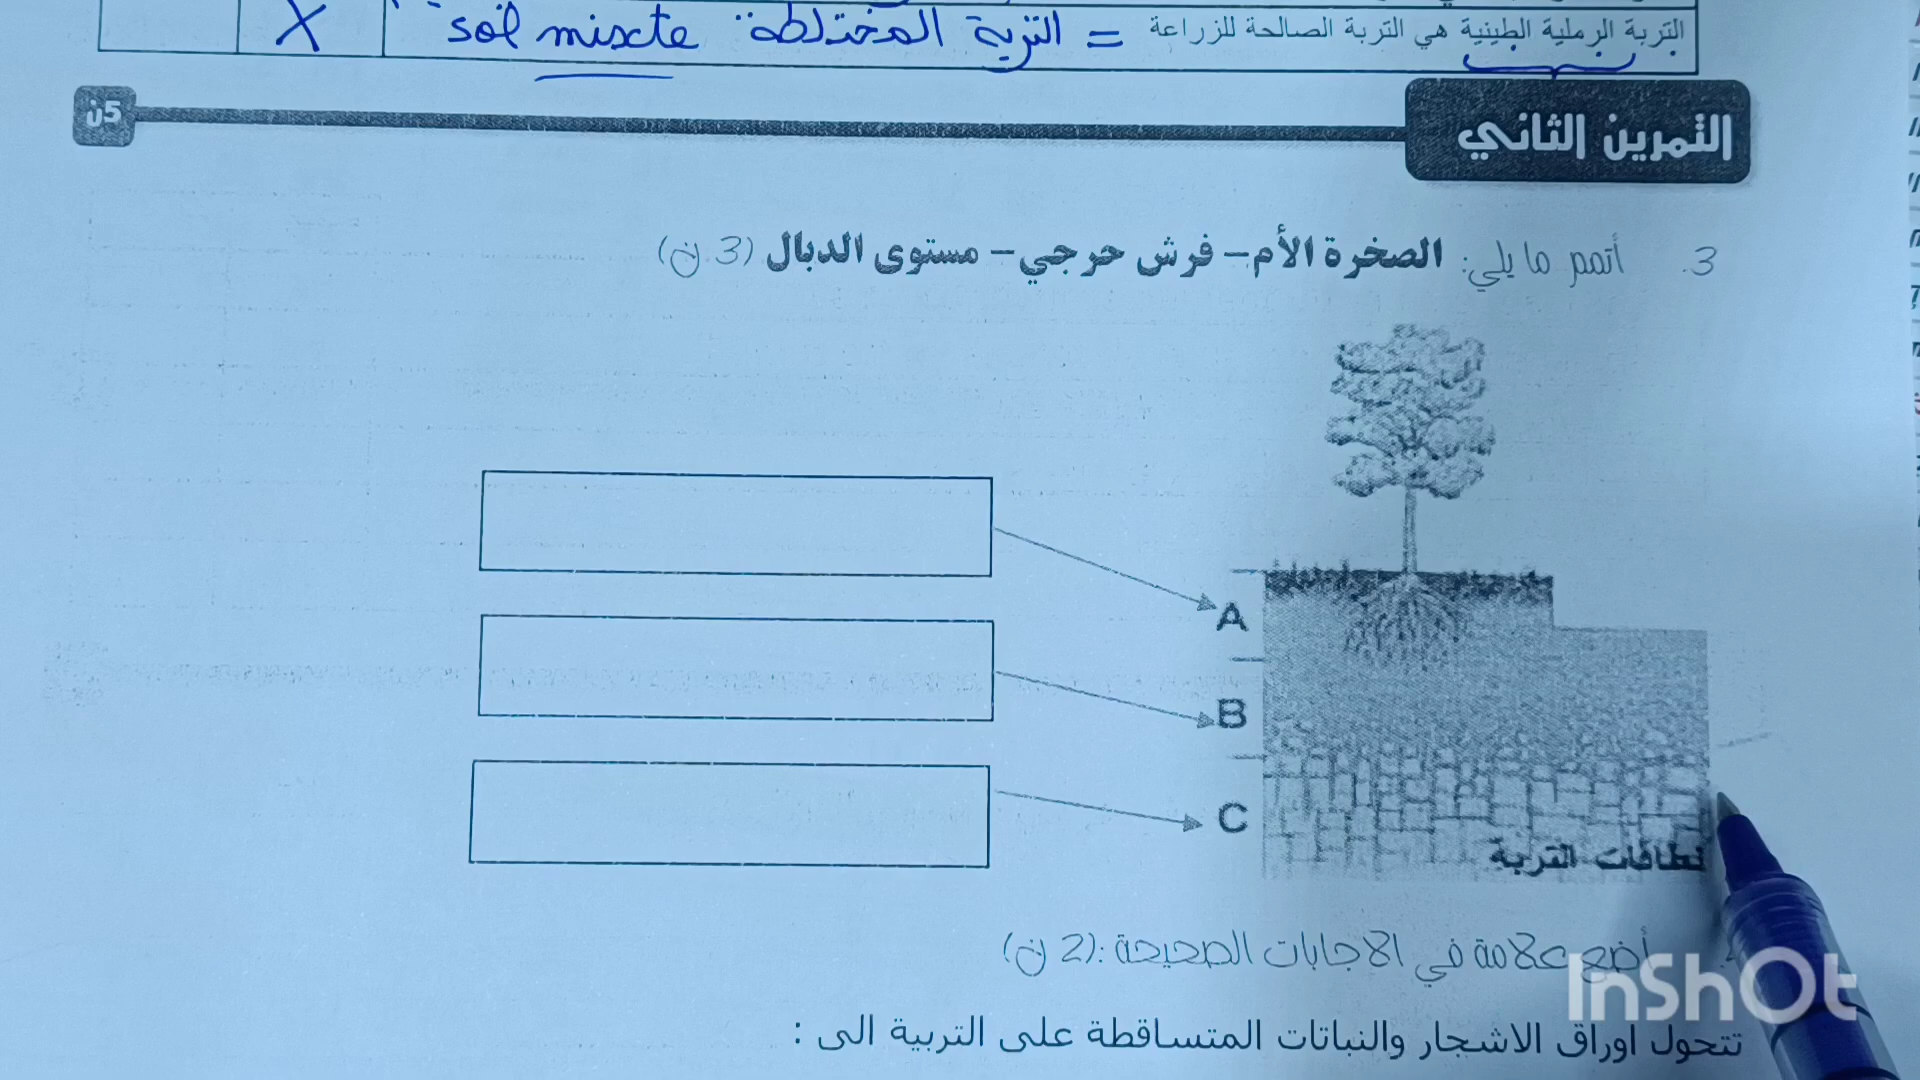 التربة الرملية الطينية هي التربة الصالحة للزراعة = التربة المختلطة "sol mixte X
التمرين الثاني
5ن
3. أتمم ما يلي: الصخرة الأم– فرش حرجي– مستوى الدبال (3 ن)
A
B
C
نطاقات التربة
أضع علامة في الاجابات الصحيحة :(2 ن)
تتحول اوراق الاشجار والنباتات المتساقطة على التربية الى :
InShOt